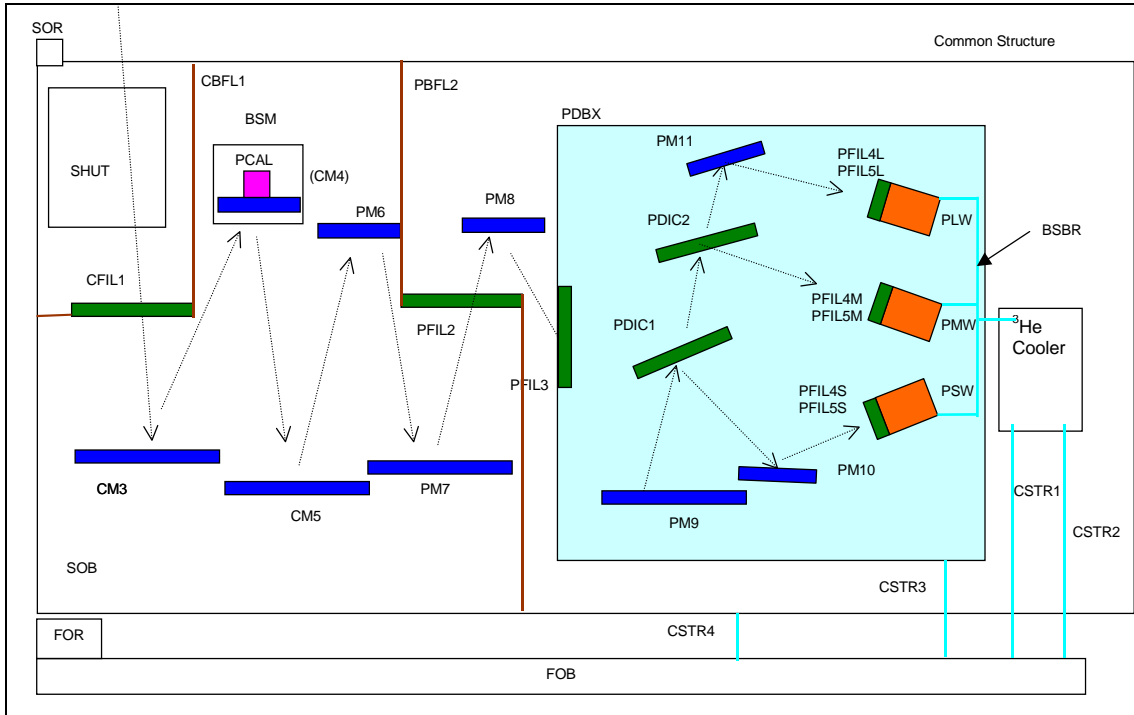 SOR
Common Structure
CBFL1
PBFL2
BSM
PDBX
SHUT
PCAL
(CM4)
PM11
PFIL4L
PFIL5L
PM6
PM8
PDIC2
PLW
BSBR
CFIL1
PFIL4M
PFIL5M
PMW
PFIL2
PDIC1
3He
Cooler
PFIL3
PFIL4S
PFIL5S
PSW
CM3
PM7
PM10
CM5
PM9
CSTR1
CSTR2
SOB
CSTR3
FOR
CSTR4
FOB